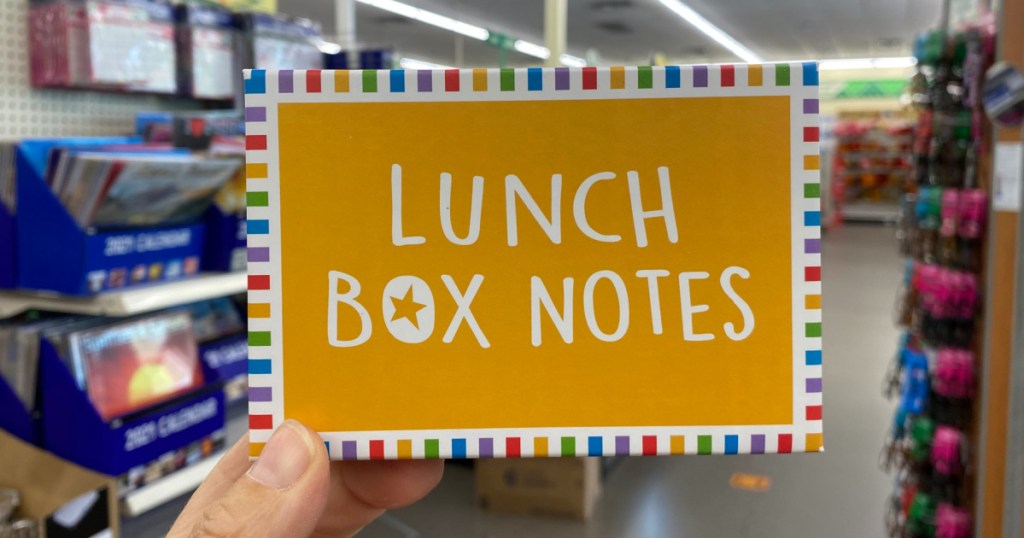 LUNCH
BOX NOTES
2021 CALENDAR
2021 CALENDAR